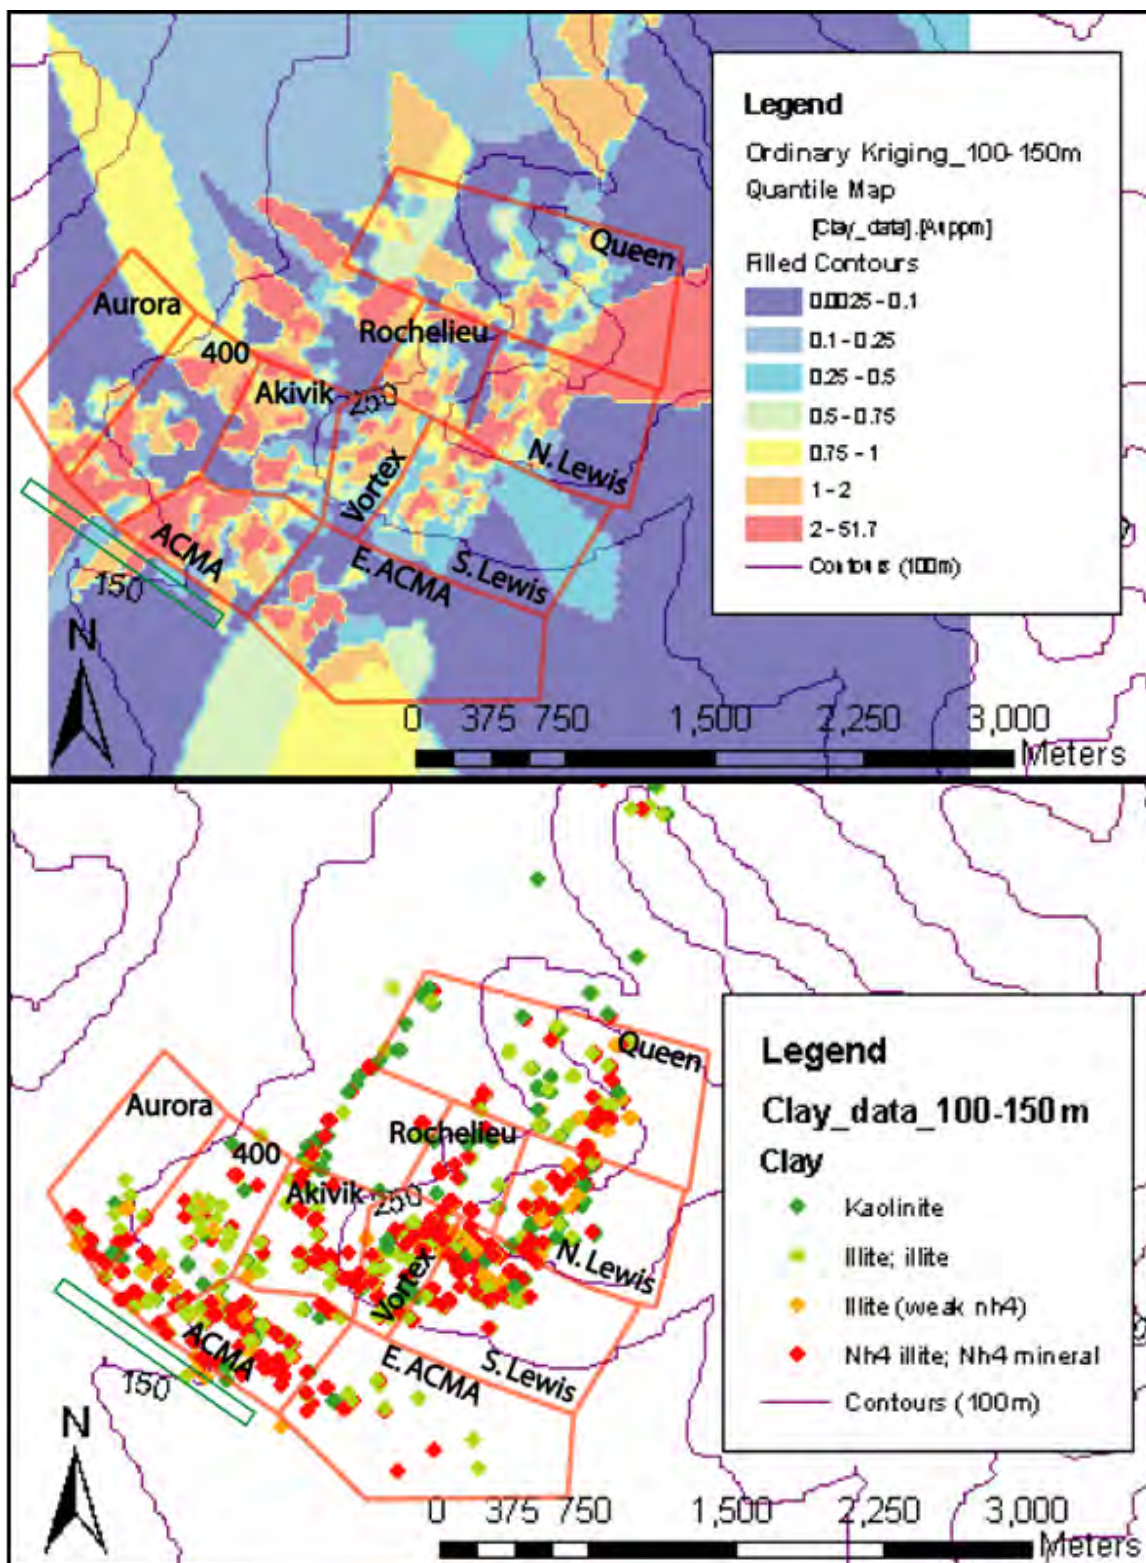 Legend
Ordinary Kriging_100-150m
Quantile Map
[Clay_data].[Auppm]
Filled Contours
0.0025 - 0.1
0.1 - 0.25
0.25 - 0.5
0.5 - 0.75
0.75 - 1
1 - 2
2 - 51.7
Contours (100m)
Queen
Aurora
Rochelieu
400
Akivik
250
N. Lewis
Vortex
ACMA
S. Lewis
E. ACMA
150
N
0 375 750 1,500 2,250 3,000
Meters
Legend
Clay_data_100-150m
Clay
Kaolinite
Illite; illite
Illite (weak nh4)
Nh4 illite; Nh4 mineral
Contours (100m)
Queen
Aurora
Rochelieu
400
Akivik
250
N. Lewis
Vortex
ACMA
S. Lewis
E. ACMA
150
N
0 375 750 1,500 2,250 3,000
Meters